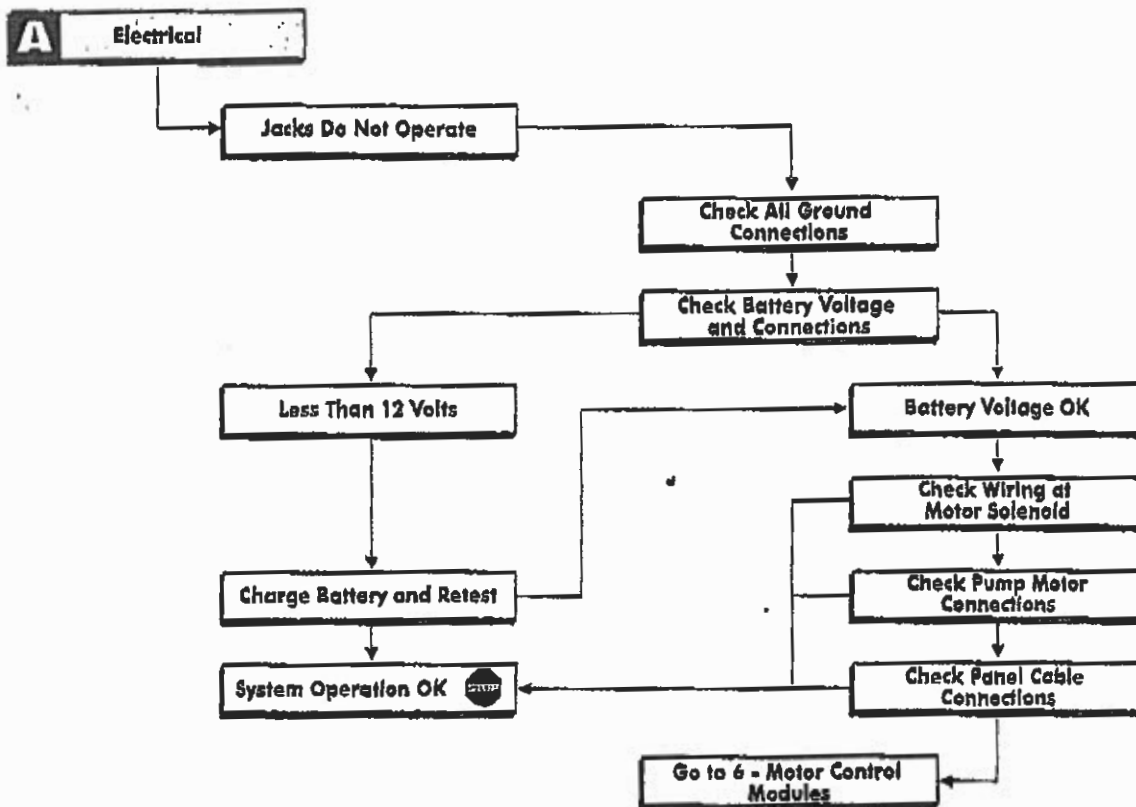 A Electrical
Jacks Do Not Operate
Check All Ground
Connections
Check Battery Voltage
and Connections
Less Than 12 Volts
Battery Voltage OK
Check Wiring at
Motor Solenoid
Charge Battery and Retest
Check Pump Motor
Connections
System Operation OK
Check Panel Cable
Connections
Go to 6 - Motor Control
Modules